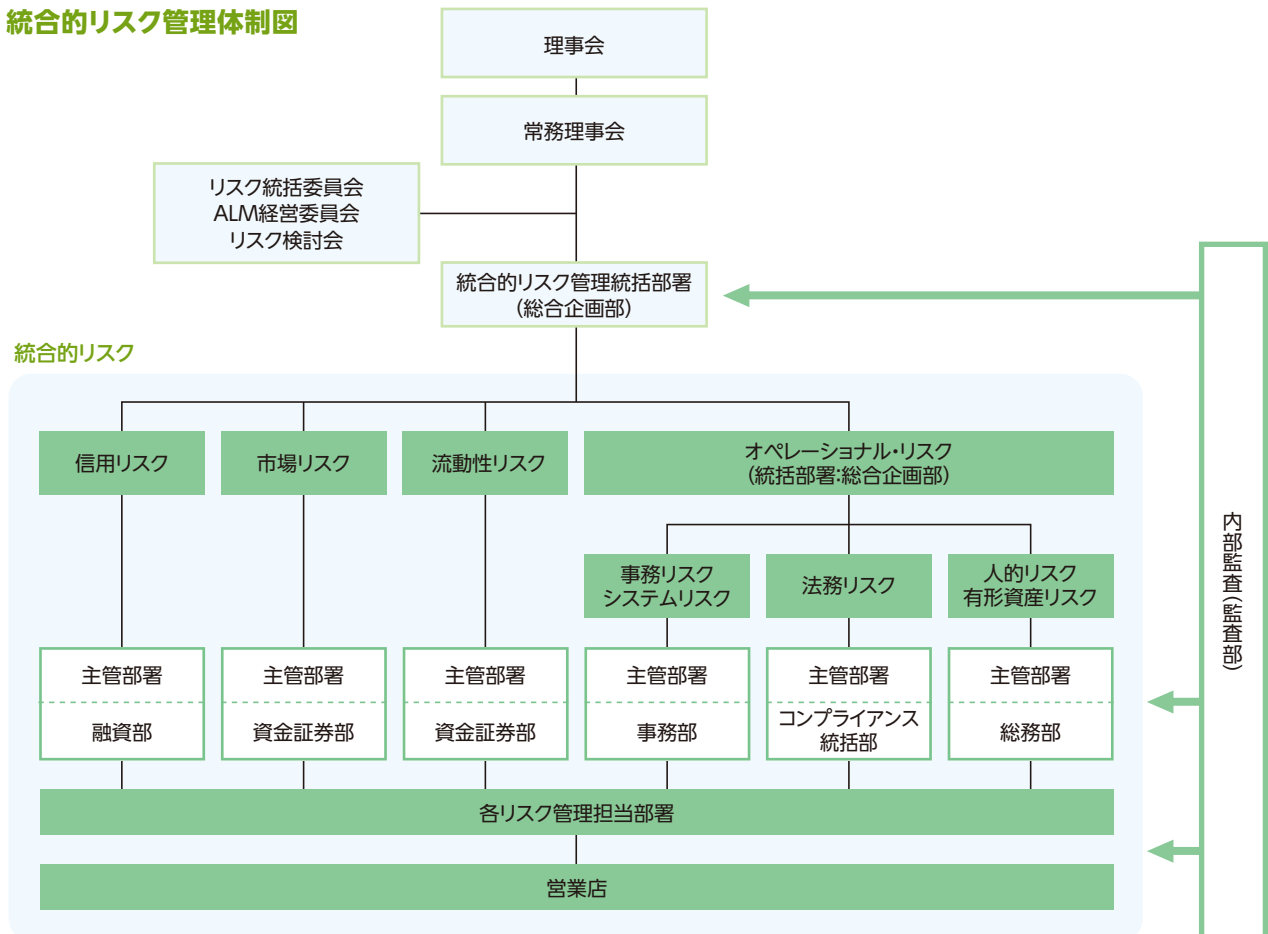 統合的リスク管理体制図
理事会
常務理事会
リスク統括委員会
ALM経営委員会
リスク検討会
統合的リスク管理統括部署
(総合企画部)
統合的リスク
信用リスク
市場リスク
流動性リスク
オペレーショナル・リスク
(統括部署:総合企画部)
事務リスク
システムリスク
法務リスク
人的リスク
有形資産リスク
主管部署
融資部
主管部署
資金証券部
主管部署
資金証券部
主管部署
事務部
主管部署
コンプライアンス
統括部
主管部署
総務部
各リスク管理担当部署
営業店
内部監査(監査部)